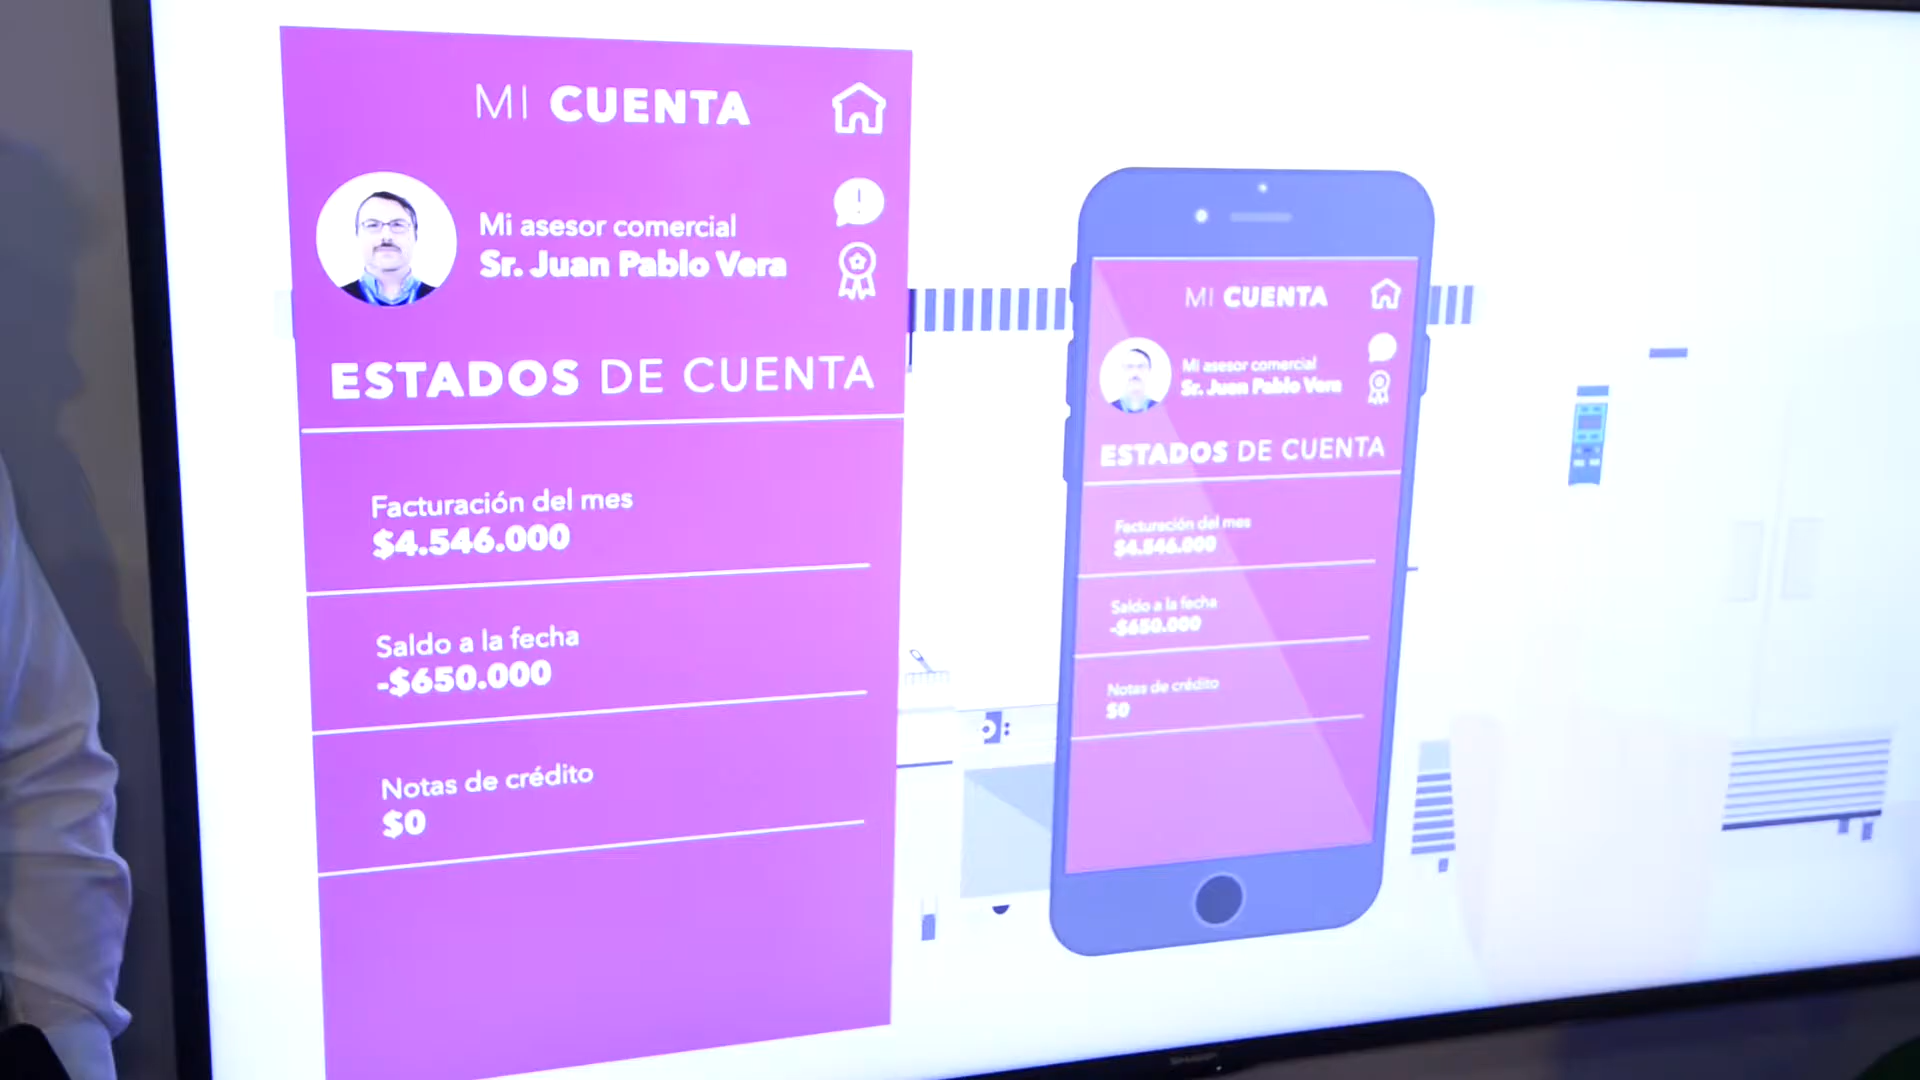 MI CUENTA
Mi asesor comercial
Sr. Juan Pablo Vera
ESTADOS DE CUENTA
Facturación del mes
$4.546.000
Saldo a la fecha
-$650.000
Notas de crédito
$0
MI CUENTA
Mi asesor comercial
Sr. Juan Pablo Vera
ESTADOS DE CUENTA
Facturación del mes
$4.546.000
Saldo a la fecha
-$650.000
Notas de crédito
$0
SHARP